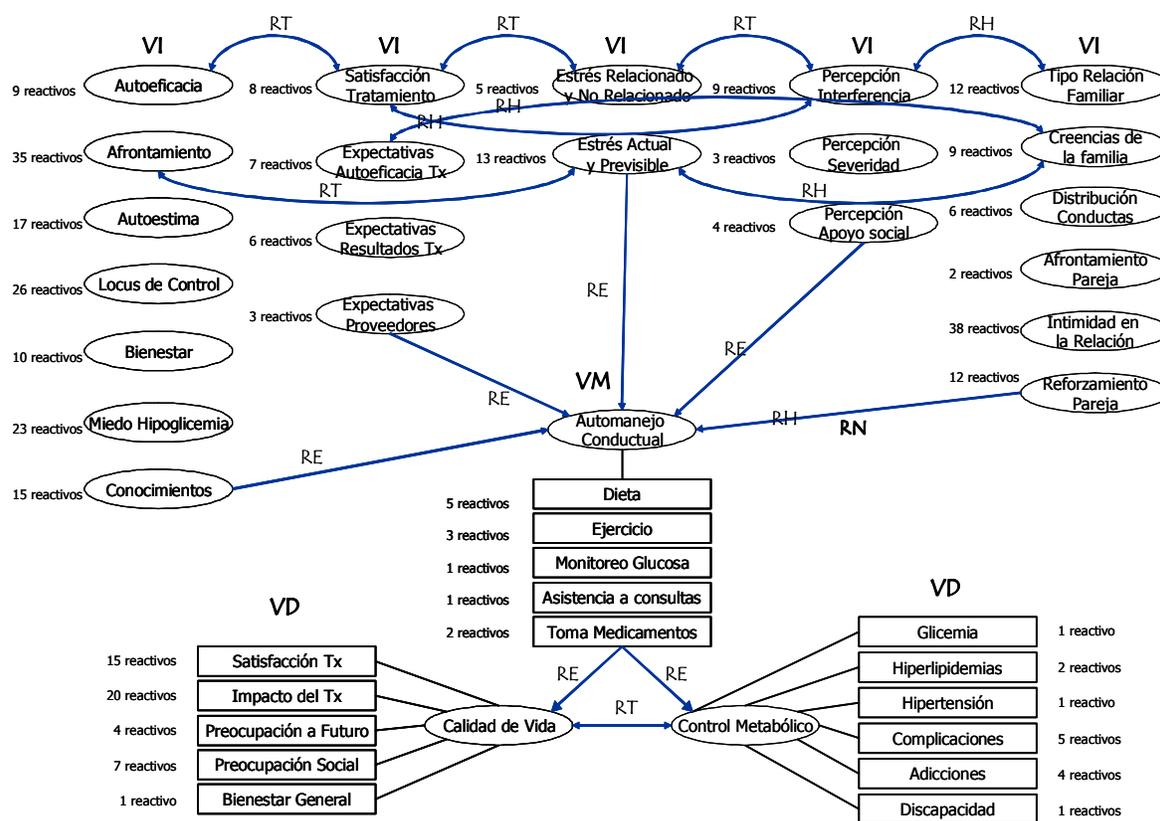 RT
RT
RT
RH
VI
VI
VI
VI
VI
9 reactivos
Autoeficacia
8 reactivos
Satisfacción
Tratamiento
5 reactivos
Estrés Relacionado
y No Relacionado
9 reactivos
Percepción
Interferencia
12 reactivos
Tipo Relación
Familiar
RH
RH
35 reactivos
Afrontamiento
7 reactivos
Expectativas
Autoeficacia Tx
13 reactivos
Estrés Actual
y Previsible
3 reactivos
Percepción
Severidad
9 reactivos
Creencias de
la familia
RT
RH
17 reactivos
Autoestima
6 reactivos
Expectativas
Resultados Tx
4 reactivos
Percepción
Apoyo social
6 reactivos
Distribución
Conductas
26 reactivos
Locus de Control
3 reactivos
Expectativas
Proveedores
RE
2 reactivos
Afrontamiento
Pareja
10 reactivos
Bienestar
RE
38 reactivos
Intimidad en
la Relación
VM
RE
12 reactivos
Reforzamiento
Pareja
23 reactivos
Miedo Hipoglicemia
Automanejo
Conductual
RH
RN
15 reactivos
Conocimientos
RE
5 reactivos
Dieta
3 reactivos
Ejercicio
1 reactivos
Monitoreo Glucosa
1 reactivos
Asistencia a consultas
2 reactivos
Toma Medicamentos
VD
VD
15 reactivos
Satisfacción Tx
20 reactivos
Impacto del Tx
4 reactivos
Preocupación a Futuro
7 reactivos
Preocupación Social
1 reactivo
Bienestar General
RE
RE
Calidad de Vida
RT
Control Metabólico
Glicemia
1 reactivo
Hiperlipidemias
2 reactivos
Hipertensión
1 reactivo
Complicaciones
5 reactivos
Adicciones
4 reactivos
Discapacidad
1 reactivos